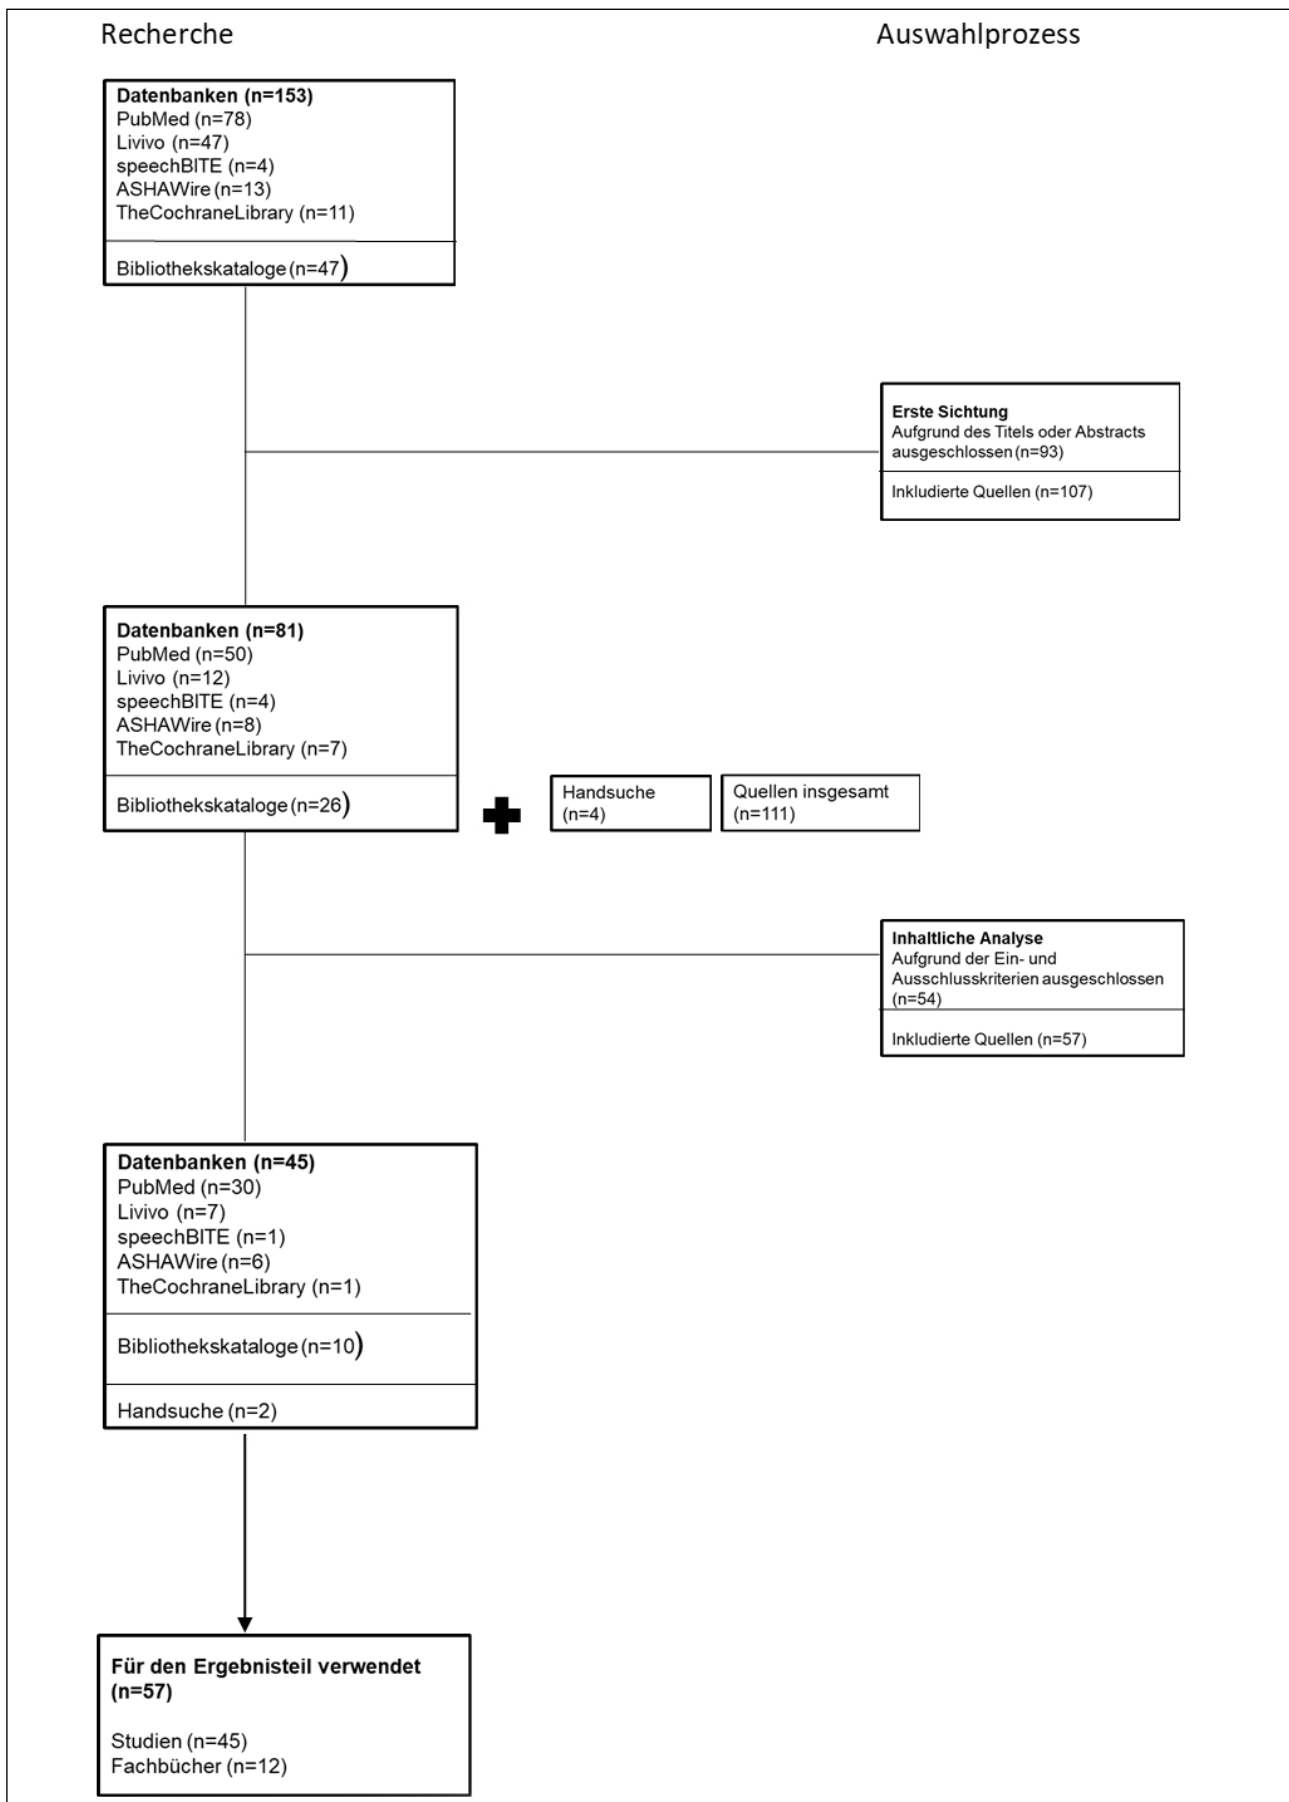 Recherche
Auswahlprozess
Datenbanken (n=153)
PubMed (n=78)
Livivo (n=47)
speechBITE (n=4)
ASHAWire (n=13)
TheCochraneLibrary (n=11)
Bibliothekskataloge (n=47)
Erste Sichtung
Aufgrund des Titels oder Abstracts
ausgeschlossen (n=93)
Inkludierte Quellen (n=107)
Datenbanken (n=81)
PubMed (n=50)
Livivo (n=12)
speechBITE (n=4)
ASHAWire (n=8)
TheCochraneLibrary (n=7)
Bibliothekskataloge (n=26)
Handsuche
(n=4)
Quellen insgesamt
(n=111)
Inhaltliche Analyse
Aufgrund der Ein- und
Ausschlusskriterien ausgeschlossen
(n=54)
Inkludierte Quellen (n=57)
Datenbanken (n=45)
PubMed (n=30)
Livivo (n=7)
speechBITE (n=1)
ASHAWire (n=6)
TheCochraneLibrary (n=1)
Bibliothekskataloge (n=10)
Handsuche (n=2)
Für den Ergebnisteil verwendet
(n=57)
Studien (n=45)
Fachbücher (n=12)